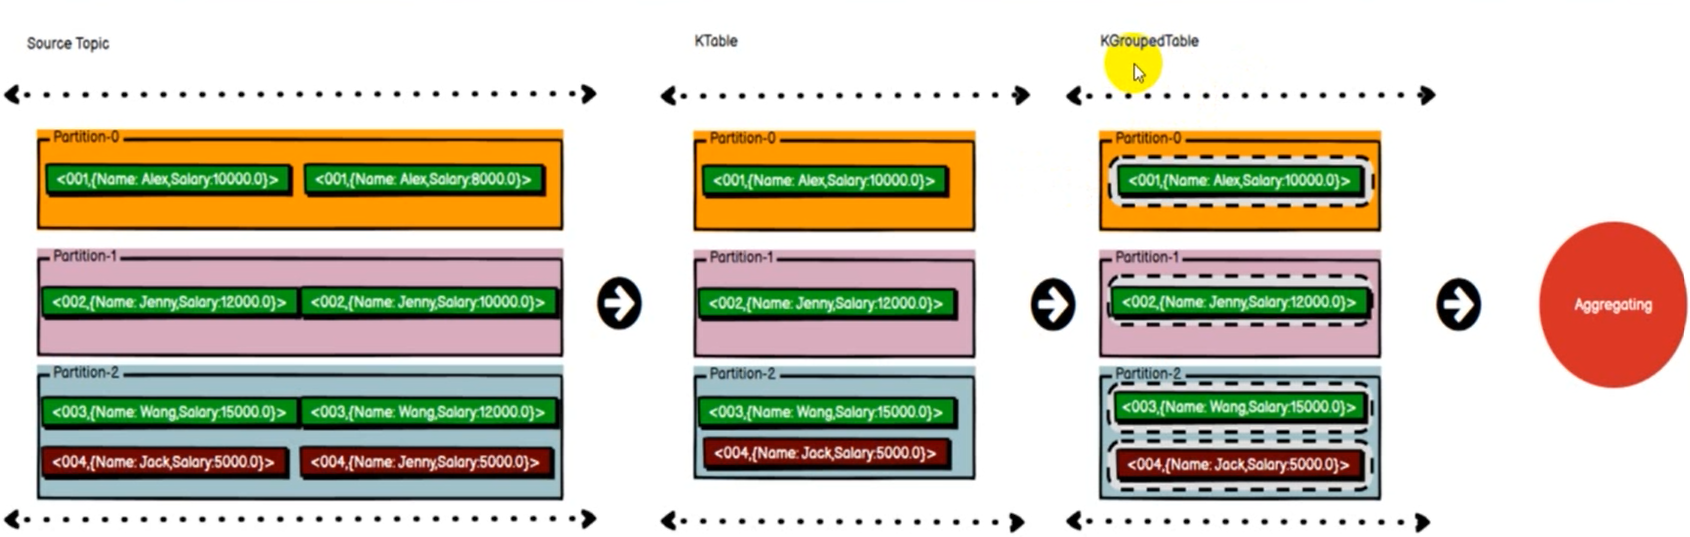 Source Topic
KTable
KGroupedTable
Partition-0
<001,{Name: Alex,Salary:10000.0}>
<001,{Name: Alex,Salary:8000.0}>
Partition-1
<002,{Name: Jenny,Salary:12000.0}>
<002,{Name: Jenny,Salary:10000.0}>
Partition-2
<003,{Name: Wang,Salary:15000.0}>
<003,{Name: Wang,Salary:12000.0}>
<004,{Name: Jack,Salary:5000.0}>
<004,{Name: Jenny,Salary:5000.0}>
Partition-0
<001,{Name: Alex,Salary:10000.0}>
Partition-1
<002,{Name: Jenny,Salary:12000.0}>
Partition-2
<003,{Name: Wang,Salary:15000.0}>
<004,{Name: Jack,Salary:5000.0}>
Partition-0
<001,{Name: Alex,Salary:10000.0}>
Partition-1
<002,{Name: Jenny,Salary:12000.0}>
Partition-2
<003,{Name: Wang,Salary:15000.0}>
<004,{Name: Jack,Salary:5000.0}>
Aggregating